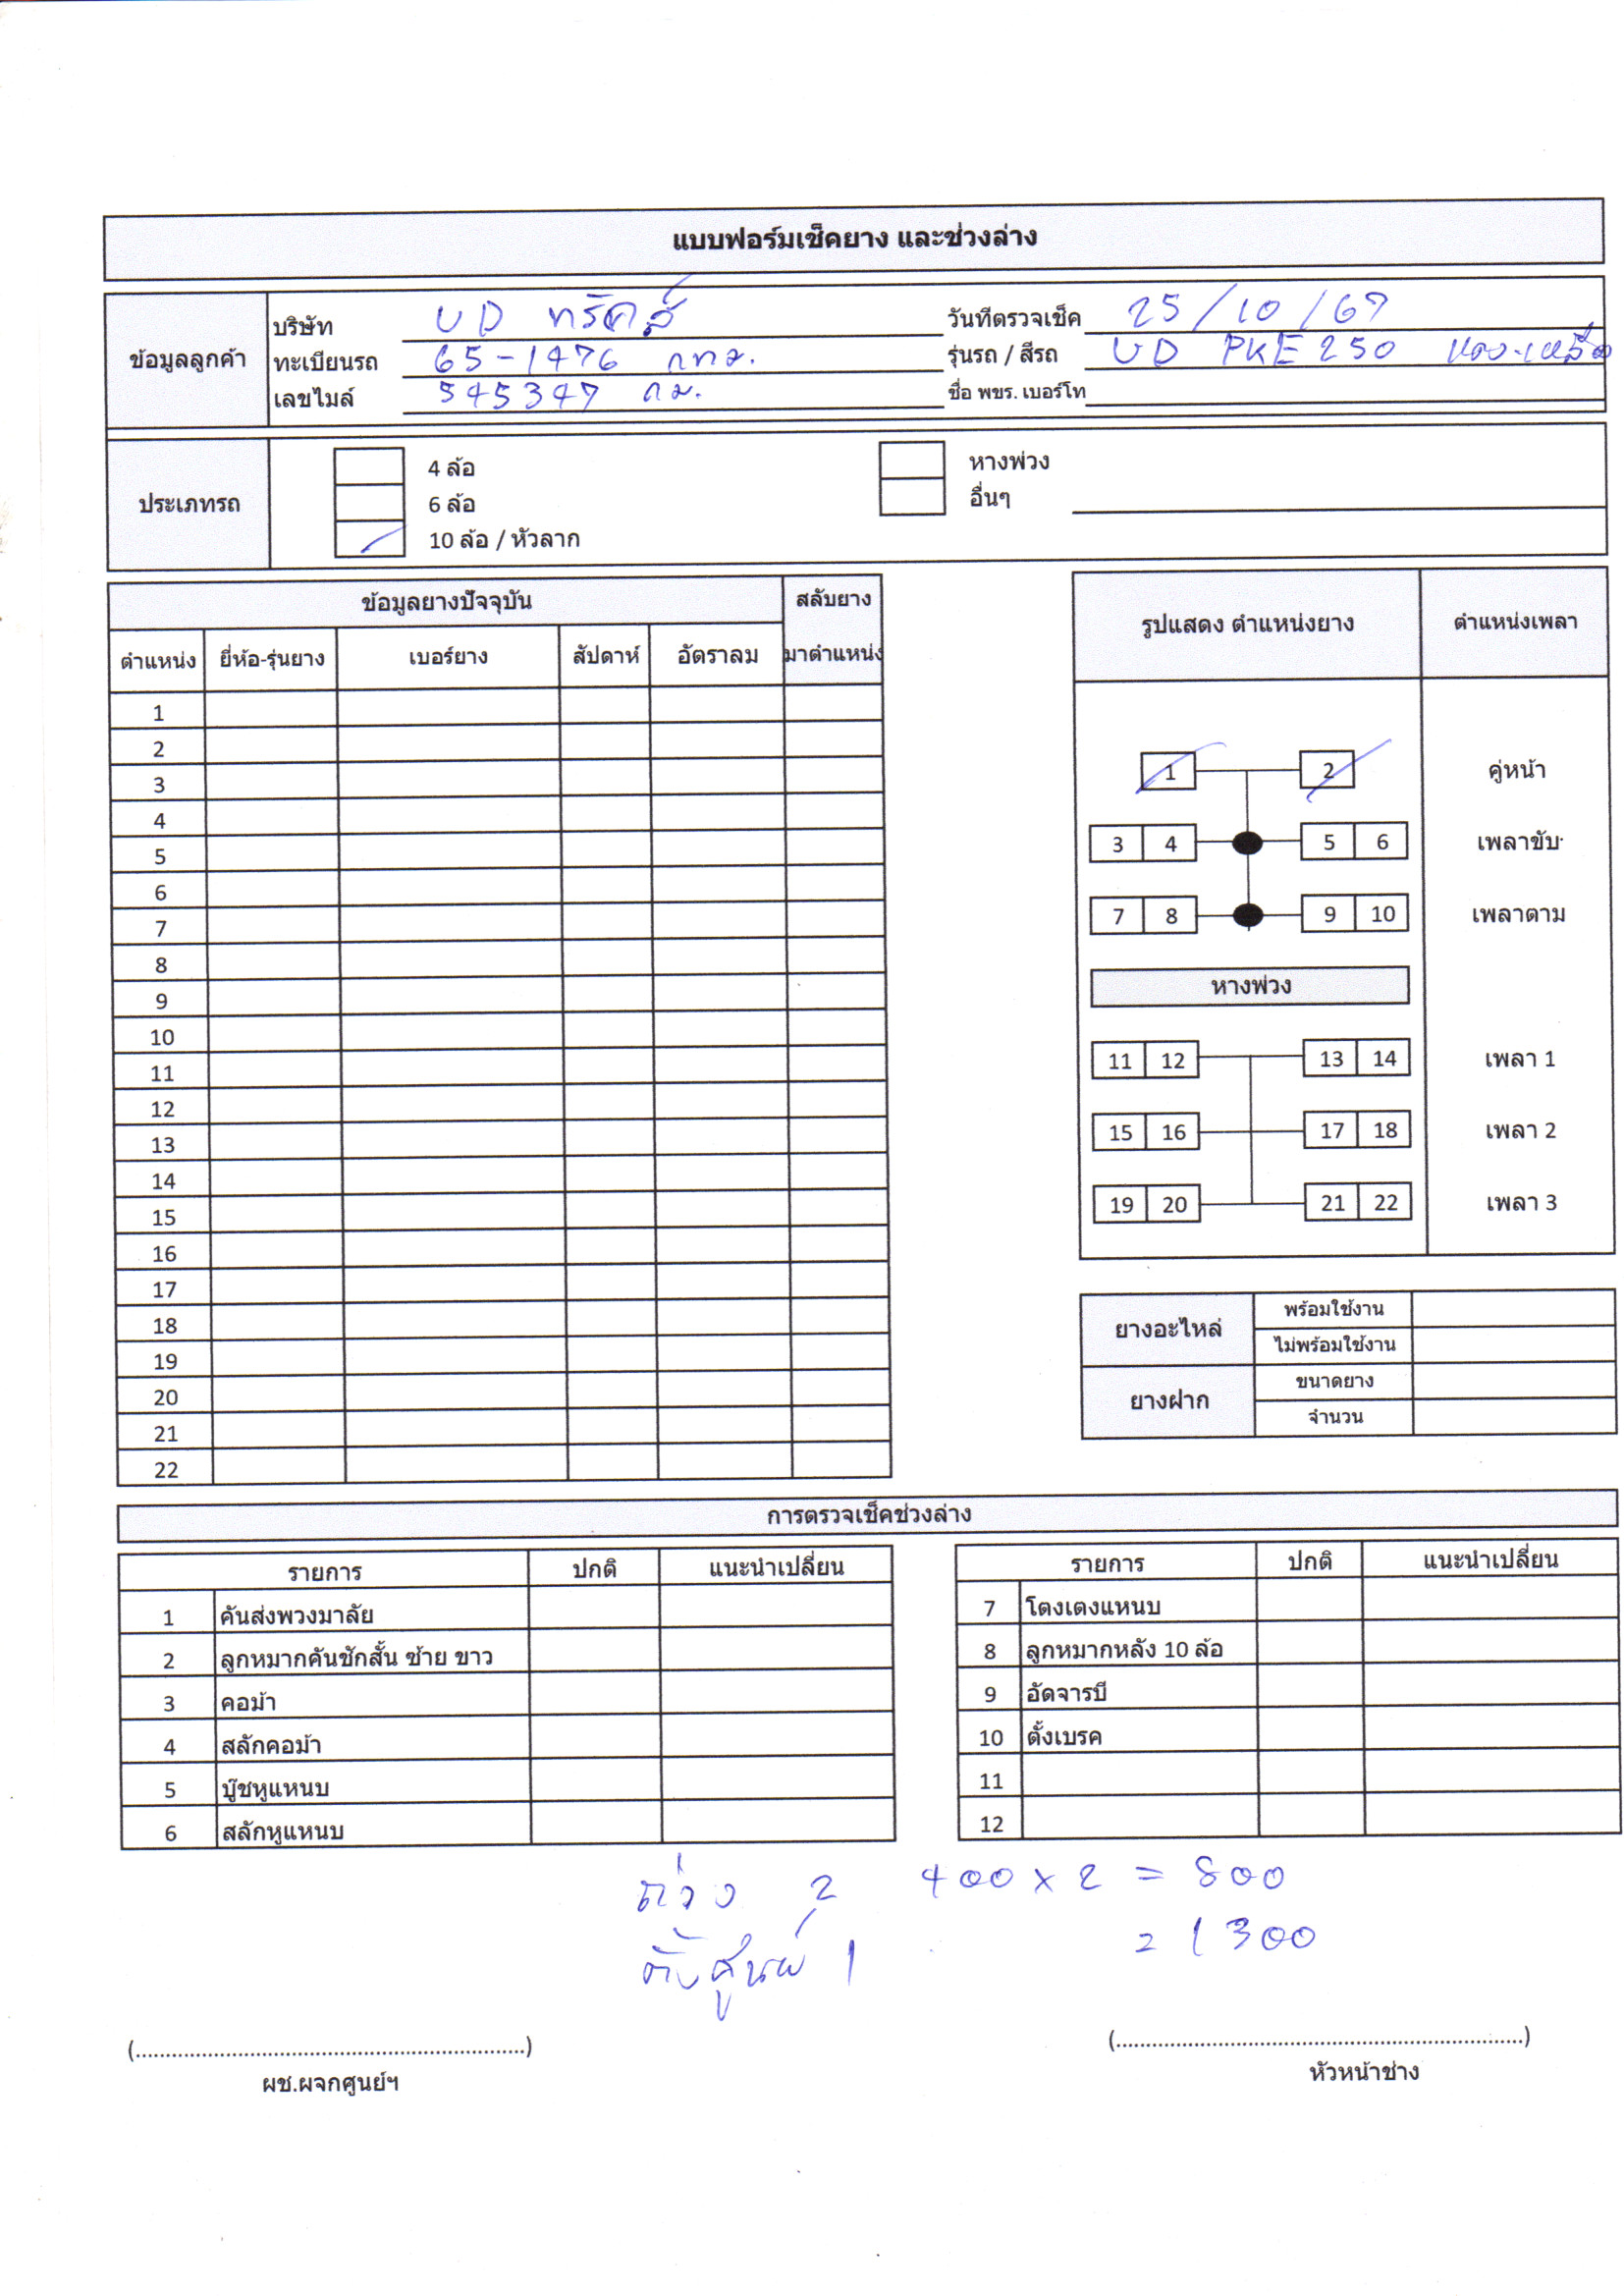 แบบฟอร์มเช็คยาง และช่วงล่าง
ข้อมูลลูกค้า
บริษัท UD ทรัคส์ วันที่ตรวจเช็ค 25/10/67
ทะเบียนรถ 65-1476 กทม. รุ่นรถ / สีรถ UD PKE 250
เลขไมล์ 545347 กม. ชื่อ พขร. เบอร์โท
ประเภทรถ
4 ล้อ หางพ่วง
6 ล้อ อื่นๆ
10 ล้อ / หัวลาก
ข้อมูลยางปัจจุบัน สลับยาง
ตำแหน่ง ยี่ห้อ-รุ่นยาง เบอร์ยาง สัปดาห์ อัตราลม มาตำแหน่ง
1
2
3
4
5
6
7
8
9
10
11
12
13
14
15
16
17
18
19
20
21
22
รูปแสดง ตำแหน่งยาง ตำแหน่งเพลา
1 2 คู่หน้า
3 4 5 6 เพลาขับ
7 8 9 10 เพลาตาม
หางพ่วง
11 12 13 14 เพลา 1
15 16 17 18 เพลา 2
19 20 21 22 เพลา 3
ยางอะไหล่ พร้อมใช้งาน
ไม่พร้อมใช้งาน
ยางฝาก ขนาดยาง
จำนวน
การตรวจเช็คช่วงล่าง
รายการ ปกติ แนะนำเปลี่ยน
1 คันส่งพวงมาลัย
2 ลูกหมากคันชักสั้น ซ้าย ขาว
3 คอม้า
4 สลักคอม้า
5 บู๊ชหูแหนบ
6 สลักหูแหนบ
รายการ ปกติ แนะนำเปลี่ยน
7 โตงเตงแหนบ
8 ลูกหมากหลัง 10 ล้อ
9 อัดจารบี
10 ตั้งเบรค
11
12
ถ่วง 2 400 x 2 = 800
ตั้งศูนย์ 1 = 1300
(.................................................................)
ผช.ผจกศูนย์ฯ
(....................................................................)
หัวหน้าช่าง